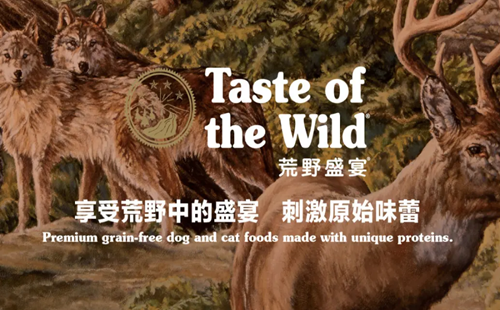 Taste of
the Wild®
荒野盛宴
享受荒野中的盛宴 刺激原始味蕾
Premium grain-free dog and cat foods made with unique proteins.